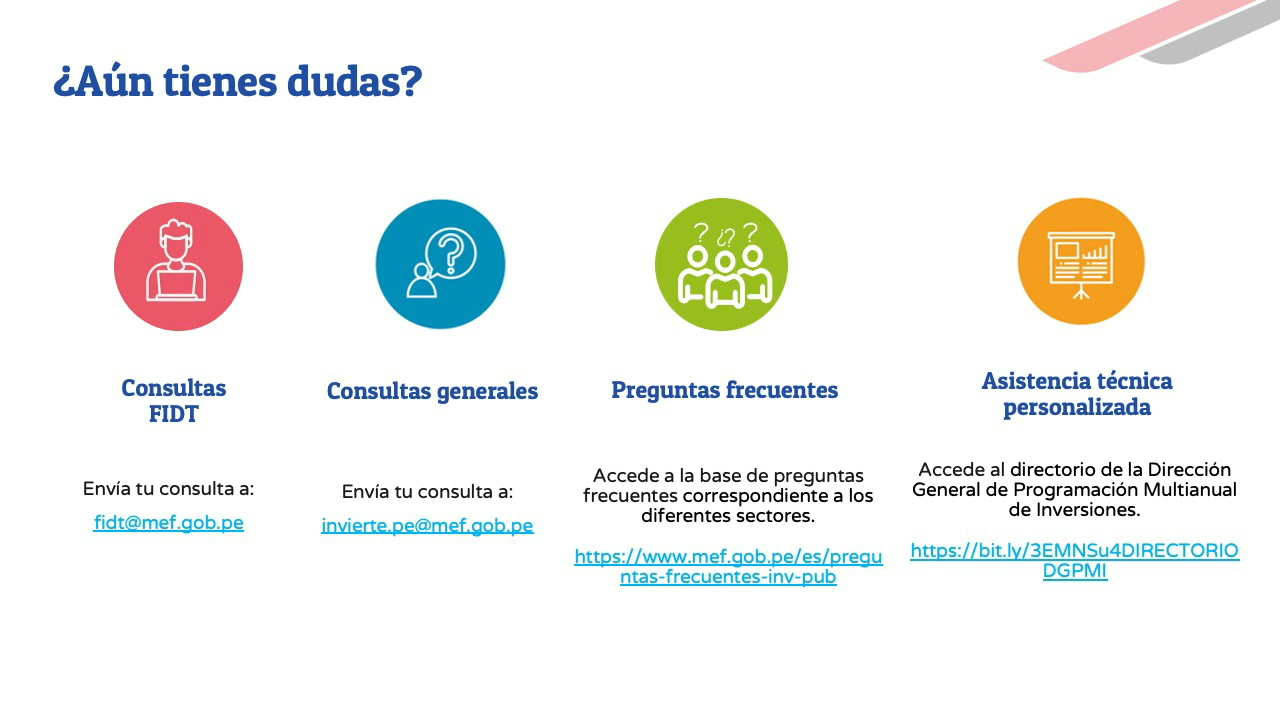 ¿Aún tienes dudas?
Consultas
FIDT
Envía tu consulta a:
fidt@mef.gob.pe
Consultas generales
Envía tu consulta a:
invierte.pe@mef.gob.pe
Preguntas frecuentes
Accede a la base de preguntas
frecuentes correspondiente a los
diferentes sectores.
https://www.mef.gob.pe/es/pregu
ntas-frecuentes-inv-pub
Asistencia técnica
personalizada
Accede al directorio de la Dirección
General de Programación Multianual
de Inversiones.
https://bit.ly/3EMNSu4DIRECTORIO
DGPMI